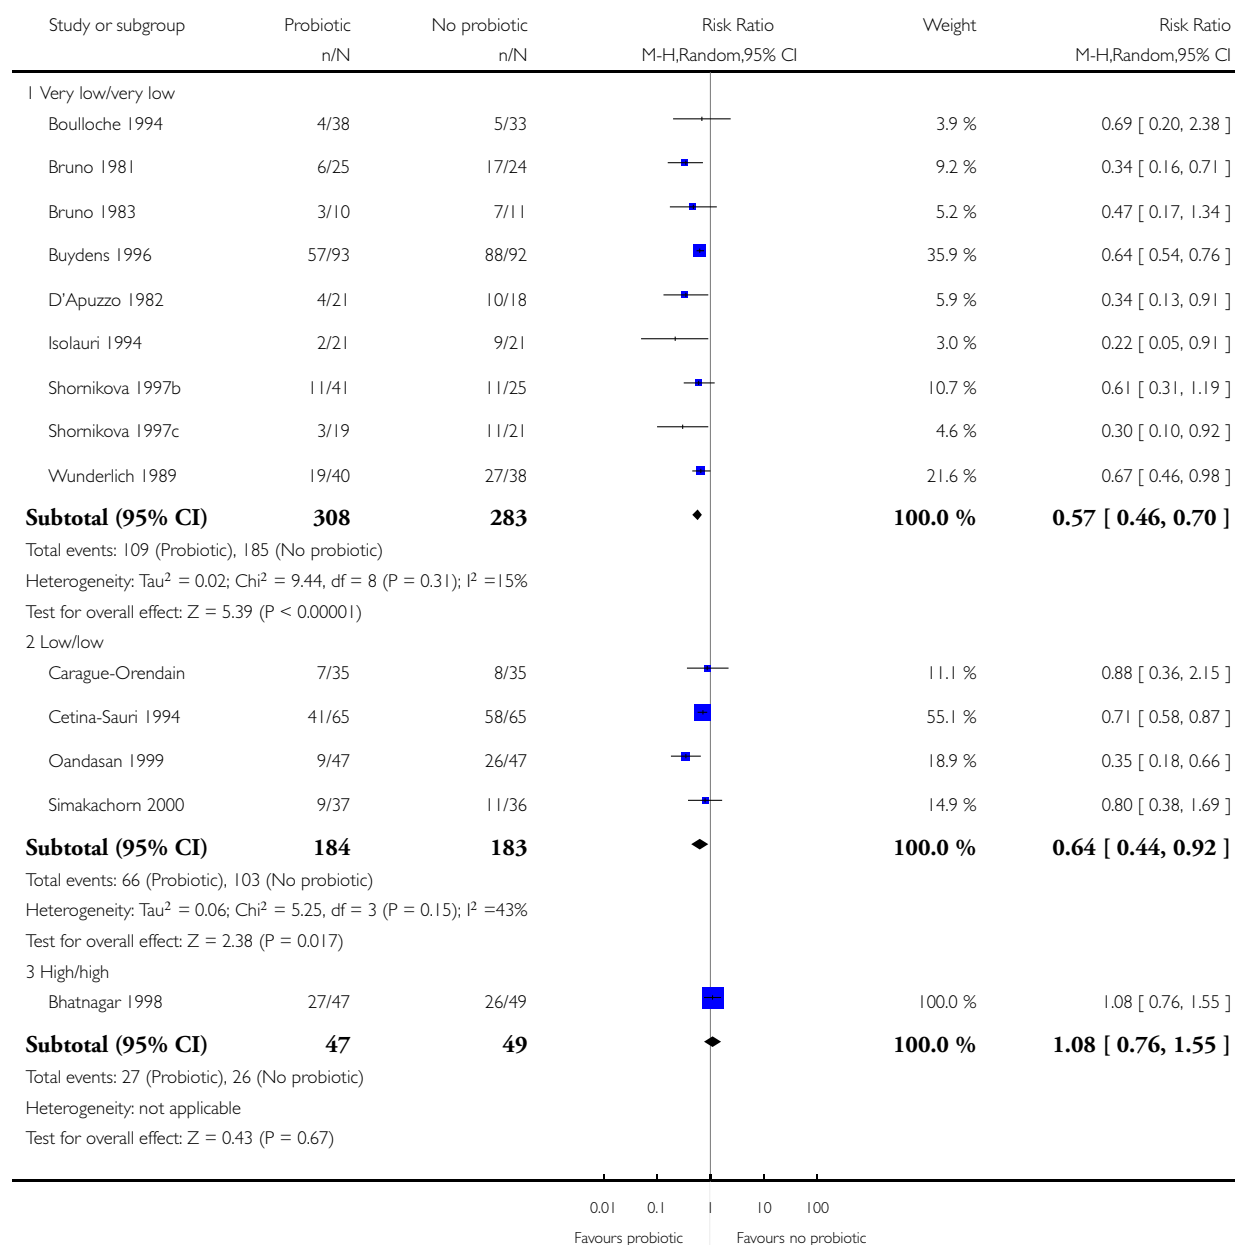 Study or subgroup Probiotic No probiotic Risk Ratio Weight Risk Ratio
n/N n/N M-H,Random,95% CI M-H,Random,95% CI
1 Very low/very low
Boulloche 1994 4/38 5/33 3.9 % 0.69 [ 0.20, 2.38 ]
Bruno 1981 6/25 17/24 9.2 % 0.34 [ 0.16, 0.71 ]
Bruno 1983 3/10 7/11 5.2 % 0.47 [ 0.17, 1.34 ]
Buydens 1996 57/93 88/92 35.9 % 0.64 [ 0.54, 0.76 ]
D'Apuzzo 1982 4/21 10/18 5.9 % 0.34 [ 0.13, 0.91 ]
Isolauri 1994 2/21 9/21 3.0 % 0.22 [ 0.05, 0.91 ]
Shornikova 1997b 11/41 11/25 10.7 % 0.61 [ 0.31, 1.19 ]
Shornikova 1997c 3/19 11/21 4.6 % 0.30 [ 0.10, 0.92 ]
Wunderlich 1989 19/40 27/38 21.6 % 0.67 [ 0.46, 0.98 ]
Subtotal (95% CI) 308 283 100.0 % 0.57 [ 0.46, 0.70 ]
Total events: 109 (Probiotic), 185 (No probiotic)
Heterogeneity: Tau² = 0.02; Chi² = 9.44, df = 8 (P = 0.31); I² =15%
Test for overall effect: Z = 5.39 (P < 0.00001)
2 Low/low
Carague-Orendain 7/35 8/35 11.1 % 0.88 [ 0.36, 2.15 ]
Cetina-Sauri 1994 41/65 58/65 55.1 % 0.71 [ 0.58, 0.87 ]
Oandasan 1999 9/47 26/47 18.9 % 0.35 [ 0.18, 0.66 ]
Simakachorn 2000 9/37 11/36 14.9 % 0.80 [ 0.38, 1.69 ]
Subtotal (95% CI) 184 183 100.0 % 0.64 [ 0.44, 0.92 ]
Total events: 66 (Probiotic), 103 (No probiotic)
Heterogeneity: Tau² = 0.06; Chi² = 5.25, df = 3 (P = 0.15); I² =43%
Test for overall effect: Z = 2.38 (P = 0.017)
3 High/high
Bhatnagar 1998 27/47 26/49 100.0 % 1.08 [ 0.76, 1.55 ]
Subtotal (95% CI) 47 49 100.0 % 1.08 [ 0.76, 1.55 ]
Total events: 27 (Probiotic), 26 (No probiotic)
Heterogeneity: not applicable
Test for overall effect: Z = 0.43 (P = 0.67)
0.01 0.1 1 10 100
Favours probiotic Favours no probiotic